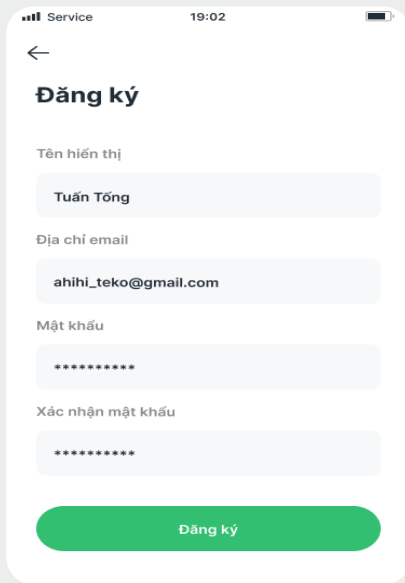 Service 19:02
Đăng ký
Tên hiển thị
Tuấn Tống
Địa chỉ email
ahihi_teko@gmail.com
Mật khẩu
**********
Xác nhận mật khẩu
**********
Đăng ký